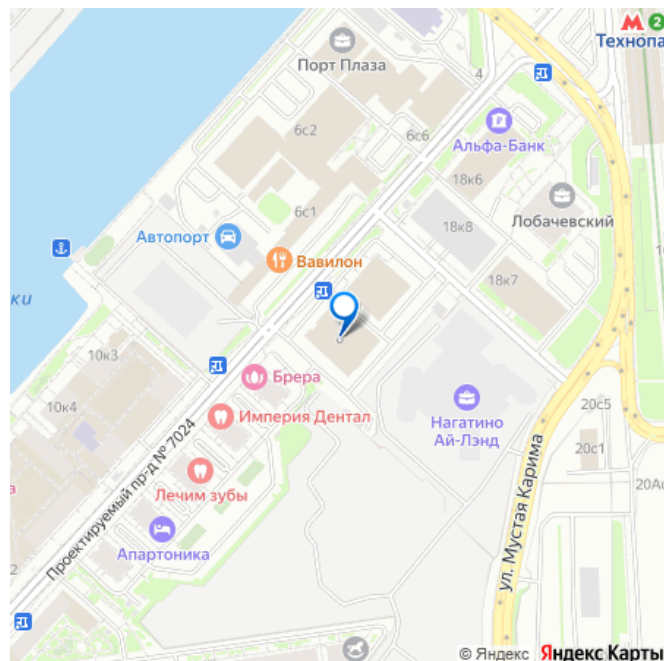 М 2
Технопа
Порт Плаза
4
6с2
6с6
Альфа-Банк
18к6
Лобачевский
6с1
18к8
Автопорт
Вавилон
18к7
ки
10к3
Брера
10к4
Империя Дентал
Нагатино
Ай-Лэнд
20с5
20с1
Проектируемый пр-д № 7024
Лечим зубы
ул. Мустая Карима
20Ас
Апартоника
2
© Яндекс Яндекс Карты